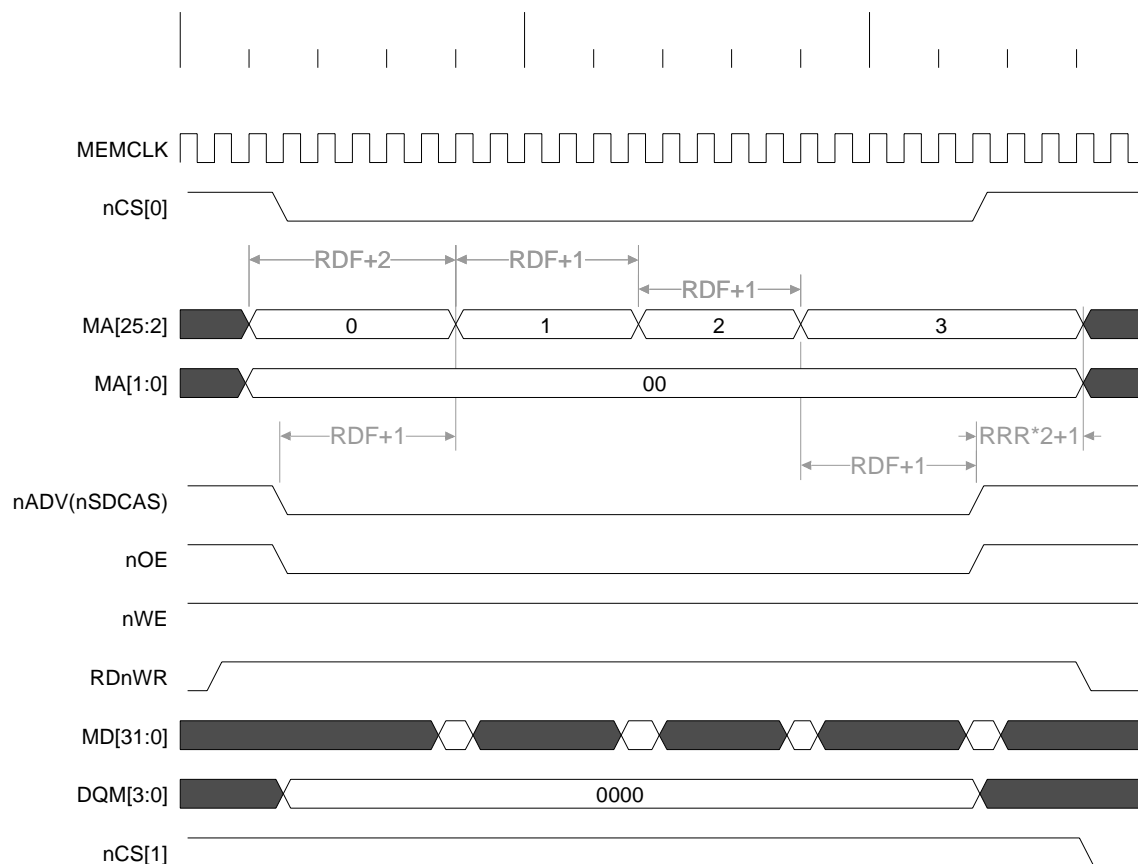 MEMCLK
nCS[0]
RDF+2 RDF+1
RDF+1
MA[25:2] 0 1 2 3
MA[1:0] 00
RDF+1 RRR*2+1
RDF+1
nADV(nSDCAS)
nOE
nWE
RDnWR
MD[31:0]
DQM[3:0] 0000
nCS[1]